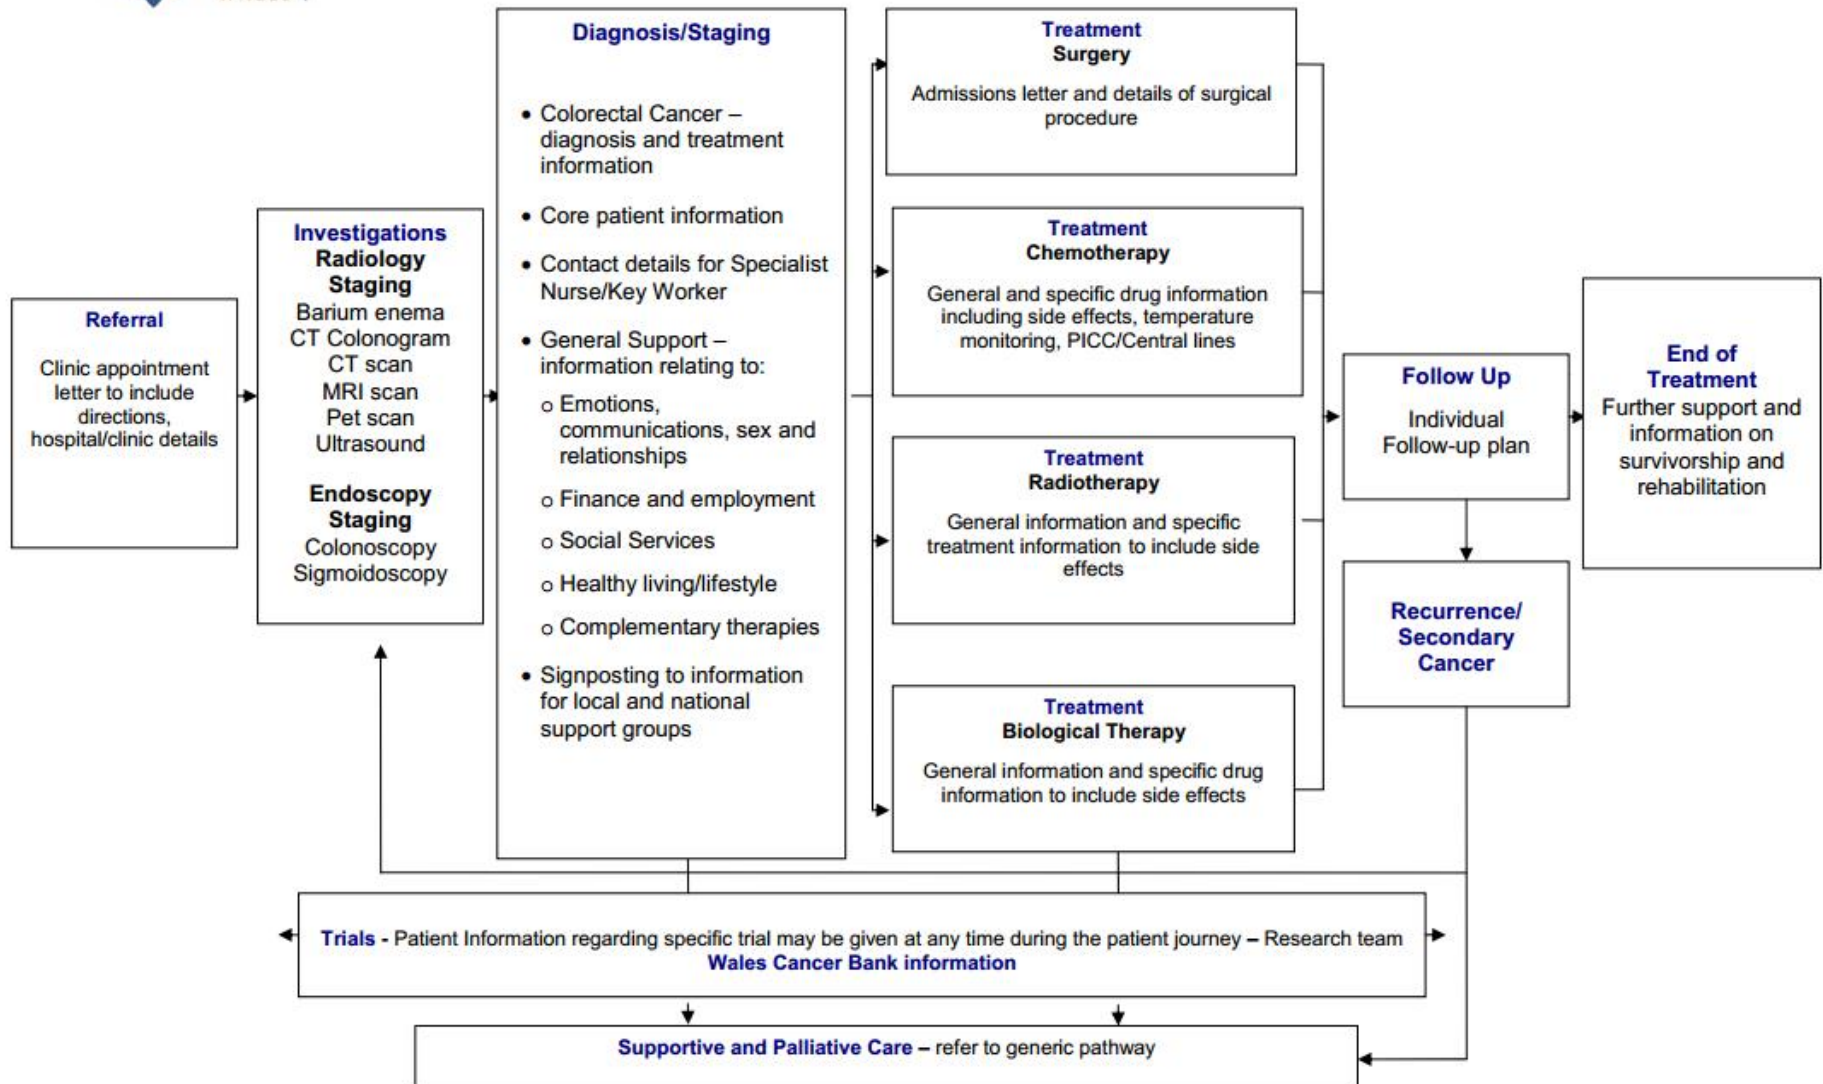 Referral
Clinic appointment
letter to include
directions,
hospital/clinic details
Investigations
Radiology
Staging
Barium enema
CT Colonogram
CT scan
MRI scan
Pet scan
Ultrasound
Endoscopy
Staging
Colonoscopy
Sigmoidoscopy
Diagnosis/Staging
• Colorectal Cancer –
diagnosis and treatment
information
• Core patient information
• Contact details for Specialist
Nurse/Key Worker
• General Support –
information relating to:
o Emotions,
communications, sex and
relationships
o Finance and employment
o Social Services
o Healthy living/lifestyle
o Complementary therapies
• Signposting to information
for local and national
support groups
Treatment
Surgery
Admissions letter and details of surgical
procedure
Treatment
Chemotherapy
General and specific drug information
including side effects, temperature
monitoring, PICC/Central lines
Treatment
Radiotherapy
General information and specific
treatment information to include side
effects
Treatment
Biological Therapy
General information and specific drug
information to include side effects
Follow Up
Individual
Follow-up plan
Recurrence/
Secondary
Cancer
End of
Treatment
Further support and
information on
survivorship and
rehabilitation
Trials - Patient Information regarding specific trial may be given at any time during the patient journey – Research team
Wales Cancer Bank information
Supportive and Palliative Care – refer to generic pathway